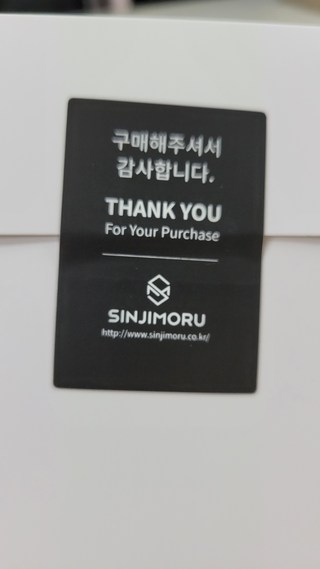 구매해주셔서
감사합니다.
THANK YOU
For Your Purchase
SINJIMORU
http://www.sinjimoru.co.kr/